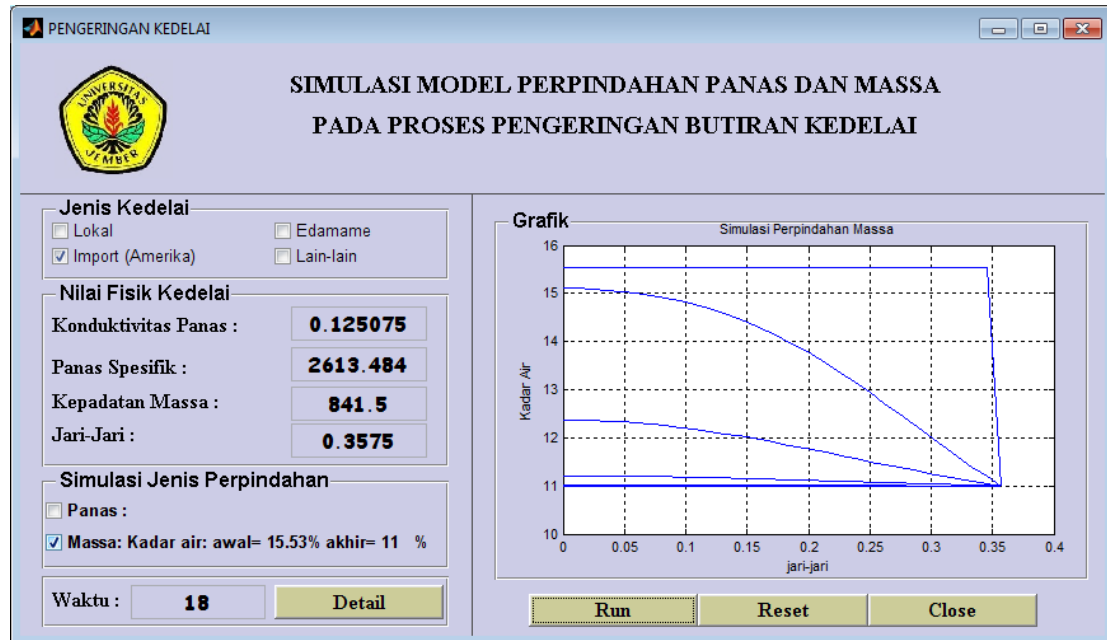 PENGERINGAN KEDELAI
UNIVERSITAS
JEMBER
SIMULASI MODEL PERPINDAHAN PANAS DAN MASSA
PADA PROSES PENGERINGAN BUTIRAN KEDELAI
Jenis Kedelai
Lokal
Edamame
Import (Amerika)
Lain-lain
Nilai Fisik Kedelai
Konduktivitas Panas : 0.125075
Panas Spesifik : 2613.484
Kepadatan Massa : 841.5
Jari-Jari : 0.3575
Simulasi Jenis Perpindahan
Panas :
Massa: Kadar air: awal= 15.53% akhir= 11 %
Waktu : 18 Detail
Grafik
Simulasi Perpindahan Massa
16
15
14
13
12
11
10
Kadar Air
0 0.05 0.1 0.15 0.2 0.25 0.3 0.35 0.4
jari-jari
Run Reset Close